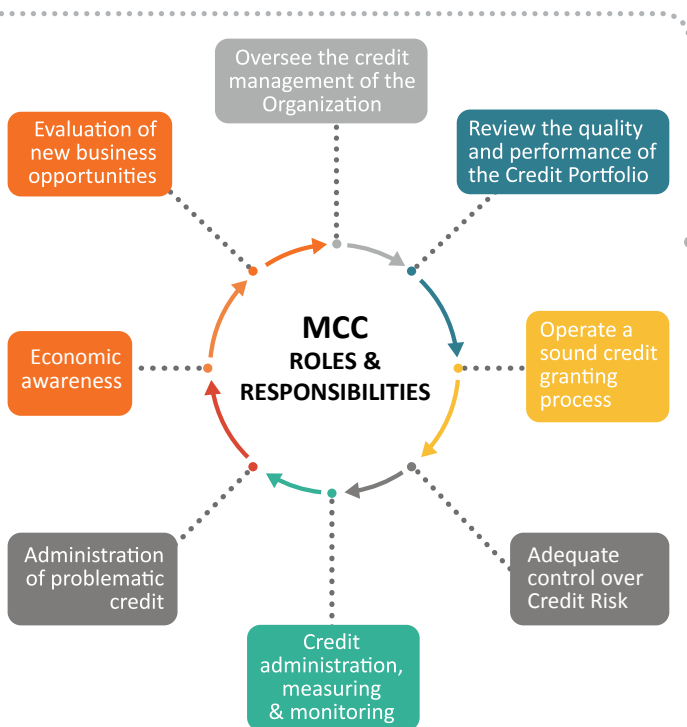 Oversee the credit
management of the
Organization
Review the quality
and performance of
the Credit Portfolio
Operate a
sound credit
granting
process
Adequate
control over
Credit Risk
Credit
administration,
measuring
& monitoring
Administration
of problematic
credit
Economic
awareness
Evaluation of
new business
opportunities
MCC
ROLES &
RESPONSIBILITIES